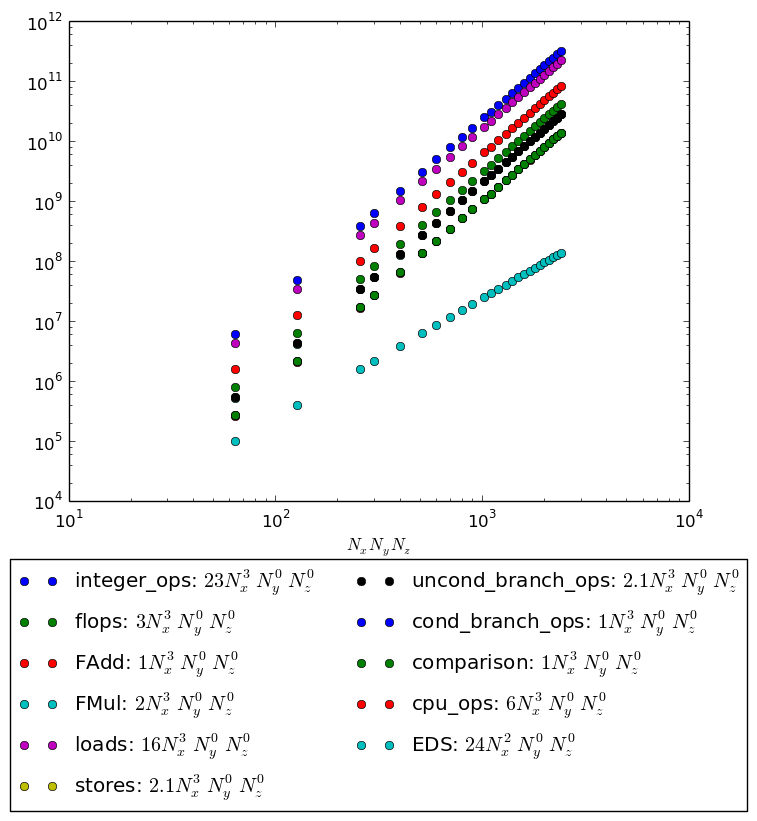 10^12
10^11
10^10
10^9
10^8
10^7
10^6
10^5
10^4
10^1 10^2 10^3 10^4
N_x N_y N_z
integer_ops: 23N_x^3 N_y^0 N_z^0
flops: 3N_x^3 N_y^0 N_z^0
FAdd: 1N_x^3 N_y^0 N_z^0
FMul: 2N_x^3 N_y^0 N_z^0
loads: 16N_x^3 N_y^0 N_z^0
stores: 2.1N_x^3 N_y^0 N_z^0
uncond_branch_ops: 2.1N_x^3 N_y^0 N_z^0
cond_branch_ops: 1N_x^3 N_y^0 N_z^0
comparison: 1N_x^3 N_y^0 N_z^0
cpu_ops: 6N_x^3 N_y^0 N_z^0
EDS: 24N_x^2 N_y^0 N_z^0